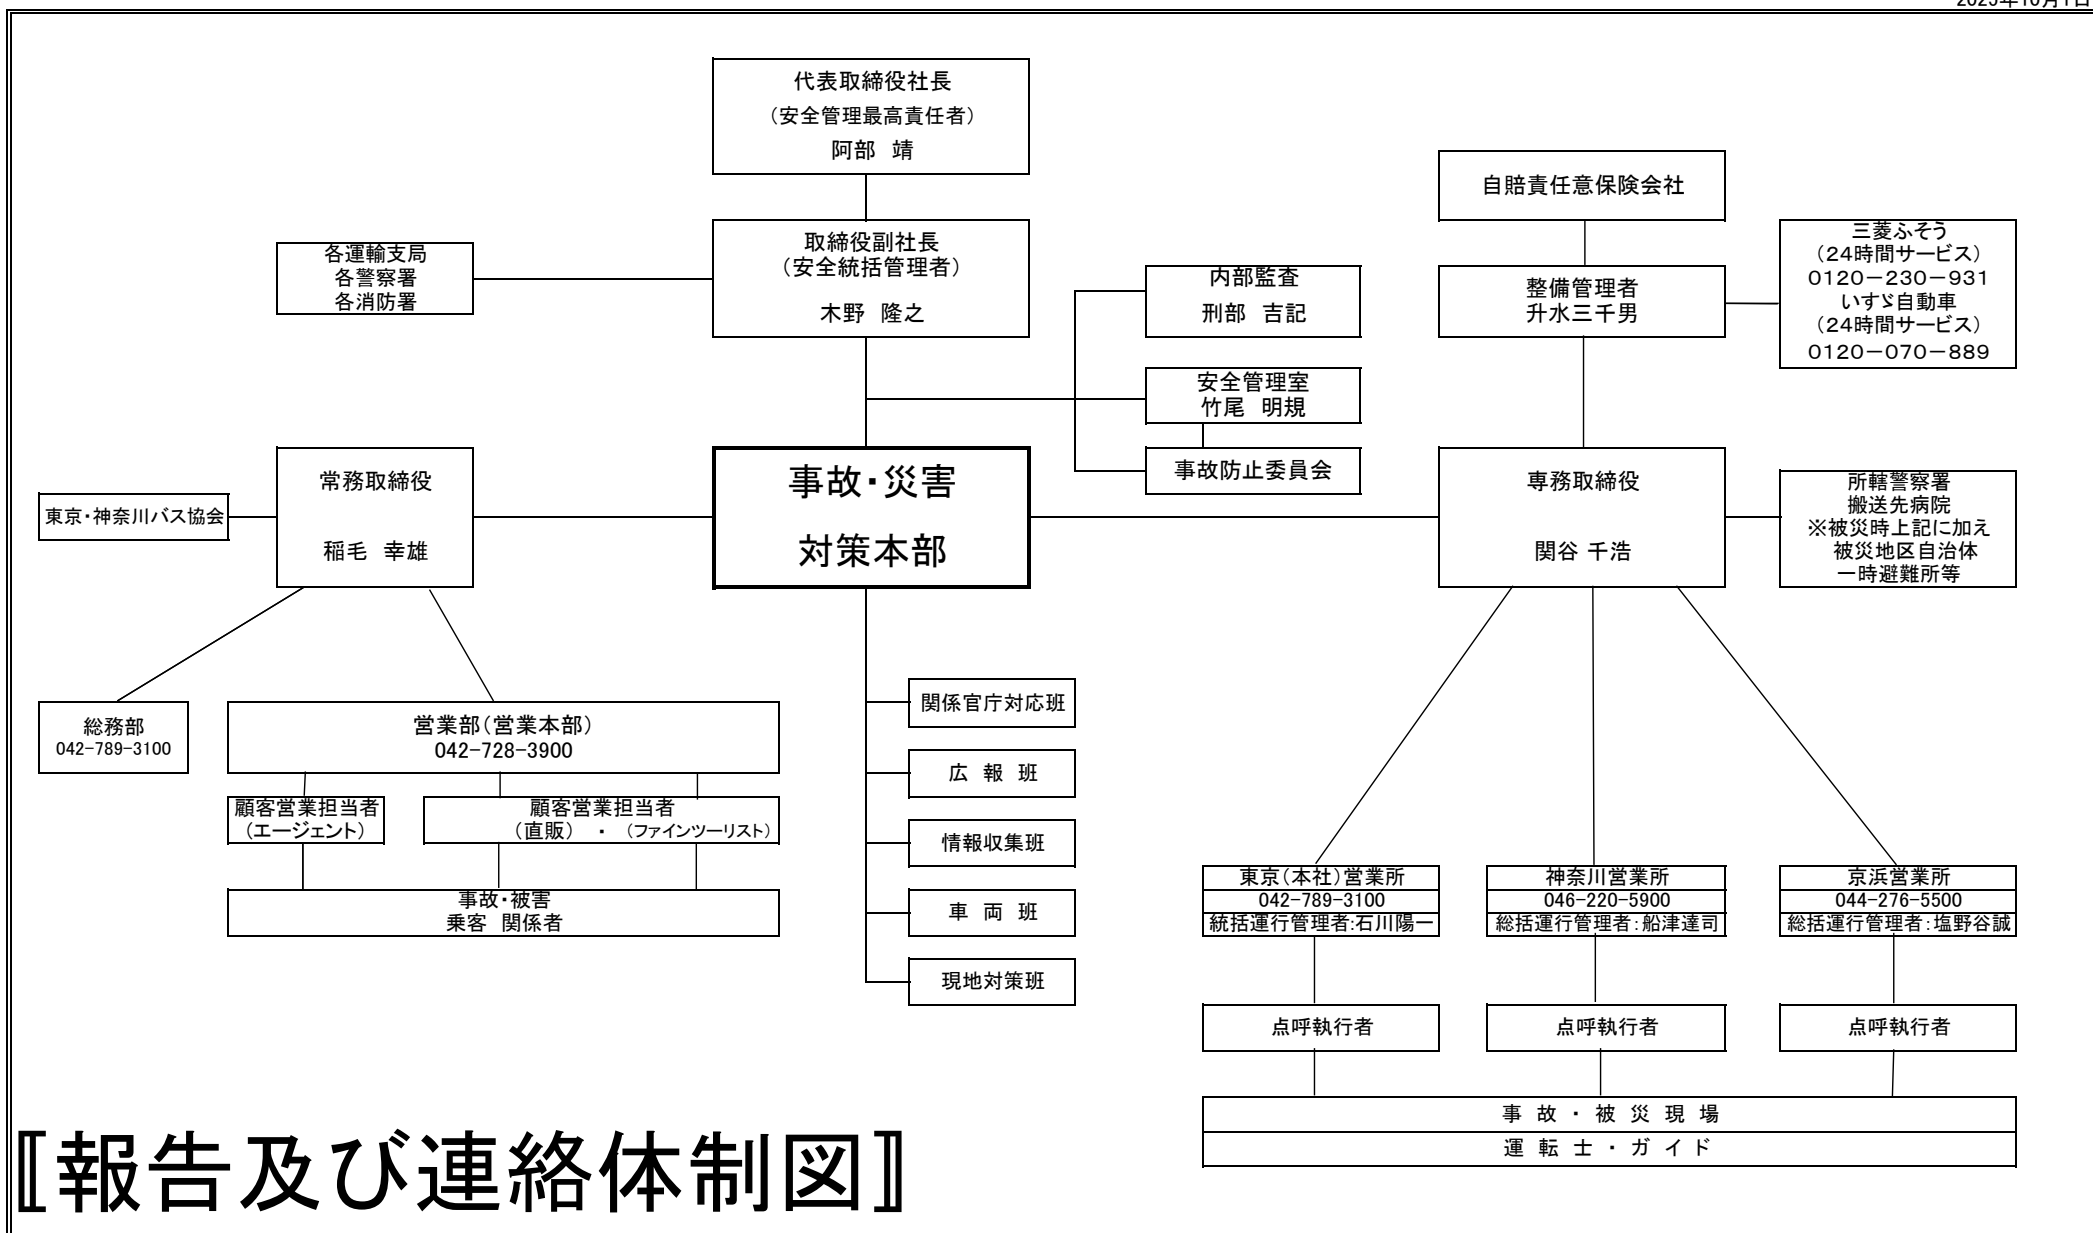 2025年10月1日
代表取締役社長
（安全管理最高責任者）
阿部　靖
自賠責任意保険会社
各運輸支局
各警察署
各消防署
取締役副社長
（安全統括管理者）
木野　隆之
内部監査
刑部　吉記
整備管理者
升水三千男
三菱ふそう
（24時間サービス）
０１２０－２３０－９３１
いすゞ自動車
（24時間サービス）
０１２０－０７０－８８９
安全管理室
竹尾　明規
事故防止委員会
東京・神奈川バス協会
常務取締役
稲毛　幸雄
事故・災害
対策本部
専務取締役
関谷 千浩
所轄警察署
搬送先病院
※被災時上記に加え
被災地区自治体
一時避難所等
総務部
042-789-3100
営業部（営業本部）
042-728-3900
顧客営業担当者
（エージェント）
顧客営業担当者
（直販）　・　（ファインツーリスト）
事故・被害
乗客　関係者
関係官庁対応班
広　報　班
情報収集班
車　両　班
現地対策班
東京（本社）営業所
042-789-3100
統括運行管理者:石川陽一
神奈川営業所
046-220-5900
総括運行管理者：船津達司
京浜営業所
044-276-5500
総括運行管理者：塩野谷誠
点呼執行者
点呼執行者
点呼執行者
事　故　・　被　災　現　場
運　転　士　・　ガ　イ　ド
〚報告及び連絡体制図〛